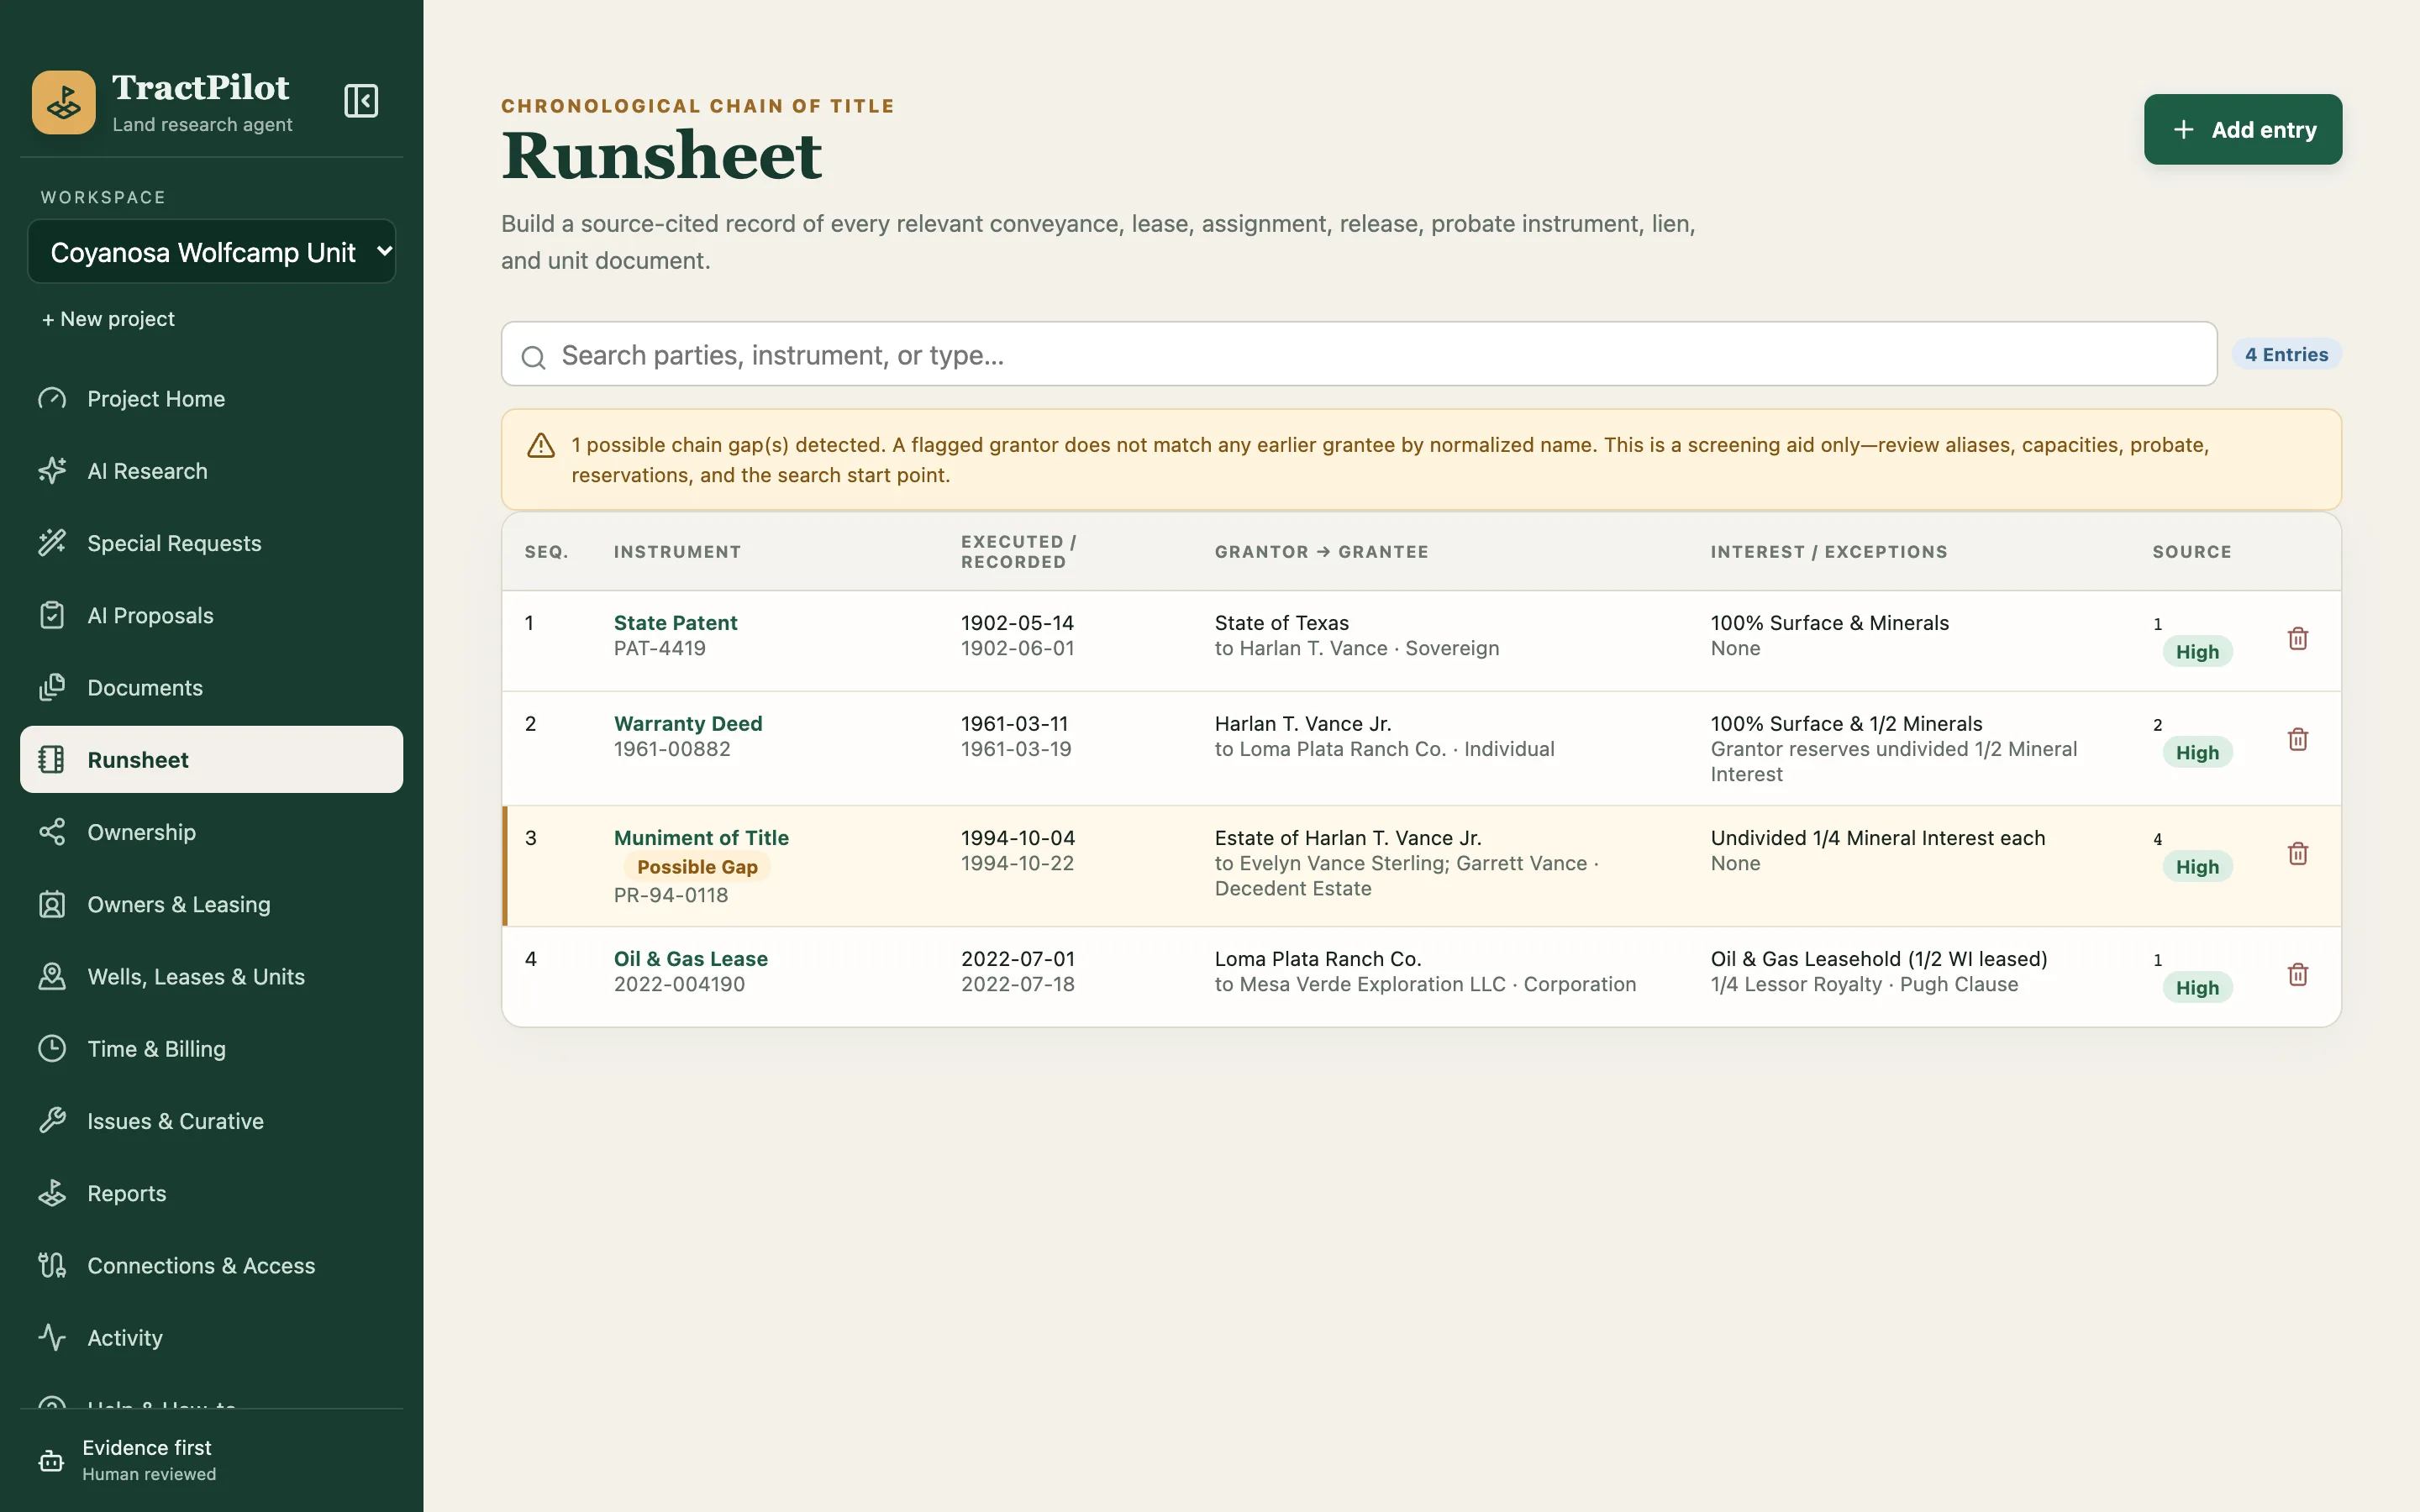 TractPilot
Land research agent
WORKSPACE
Coyanosa Wolfcamp Unit
+ New project
Project Home
AI Research
Special Requests
AI Proposals
Documents
Runsheet
Ownership
Owners & Leasing
Wells, Leases & Units
Time & Billing
Issues & Curative
Reports
Connections & Access
Activity
Help & How-to
Evidence first
Human reviewed
CHRONOLOGICAL CHAIN OF TITLE
Runsheet
Build a source-cited record of every relevant conveyance, lease, assignment, release, probate instrument, lien,
and unit document.
+ Add entry
Search parties, instrument, or type...
4 Entries
1 possible chain gap(s) detected. A flagged grantor does not match any earlier grantee by normalized name. This is a screening aid only—review aliases, capacities, probate,
reservations, and the search start point.
SEQ. INSTRUMENT EXECUTED / RECORDED GRANTOR → GRANTEE INTEREST / EXCEPTIONS SOURCE
1 State Patent 1902-05-14 State of Texas 100% Surface & Minerals 1
PAT-4419 1902-06-01 to Harlan T. Vance · Sovereign None High
2 Warranty Deed 1961-03-11 Harlan T. Vance Jr. 100% Surface & 1/2 Minerals 2
1961-00882 1961-03-19 to Loma Plata Ranch Co. · Individual Grantor reserves undivided 1/2 Mineral High
Interest
3 Muniment of Title 1994-10-04 Estate of Harlan T. Vance Jr. Undivided 1/4 Mineral Interest each 4
Possible Gap 1994-10-22 to Evelyn Vance Sterling; Garrett Vance · None High
PR-94-0118 Decedent Estate
4 Oil & Gas Lease 2022-07-01 Loma Plata Ranch Co. Oil & Gas Leasehold (1/2 WI leased) 1
2022-004190 2022-07-18 to Mesa Verde Exploration LLC · Corporation 1/4 Lessor Royalty · Pugh Clause High